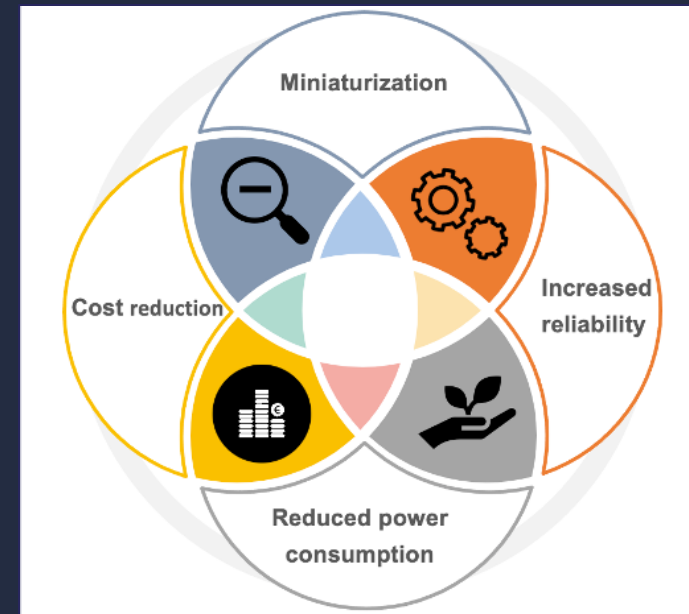 Miniaturization
Cost reduction
Increased
reliability
€
Reduced power
consumption